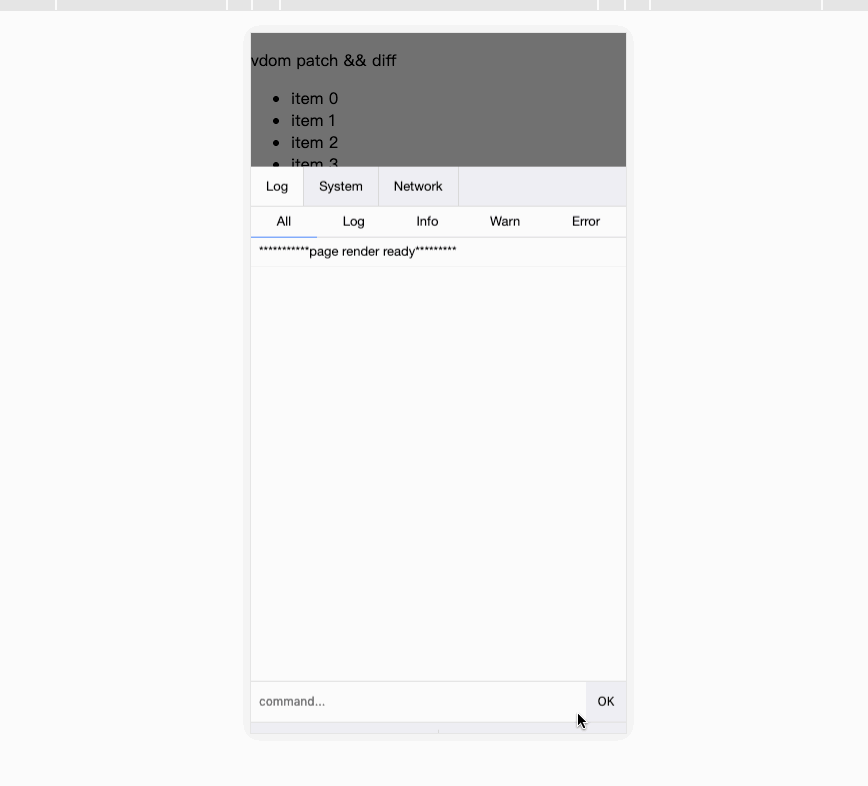 vdom patch && diff
item 0
item 1
item 2
item 3
Log System Network
All Log Info Warn Error
***********page render ready*********
command... OK